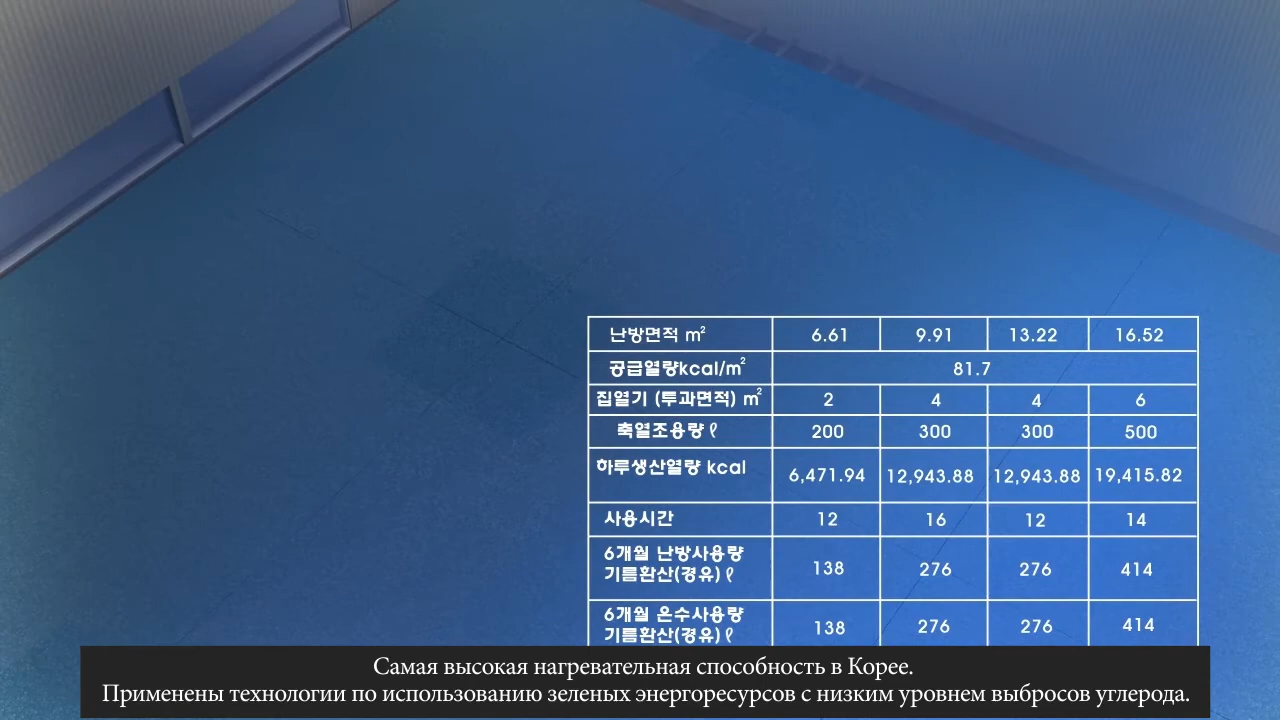 난방면적 m² 6.61 9.91 13.22 16.52
공급열량kcal/m² 81.7
집열기 (투과면적) m² 2 4 4 6
축열조용량 ℓ 200 300 300 500
하루생산열량 kcal 6,471.94 12,943.88 12,943.88 19,415.82
사용시간 12 16 12 14
6개월 난방사용량
기름환산(경유) ℓ 138 276 276 414
6개월 온수사용량
기름환산(경유) ℓ 138 276 276 414
Самая высокая нагревательная способность в Корее.
Применены технологии по использованию зеленых энергоресурсов с низким уровнем выбросов углерода.